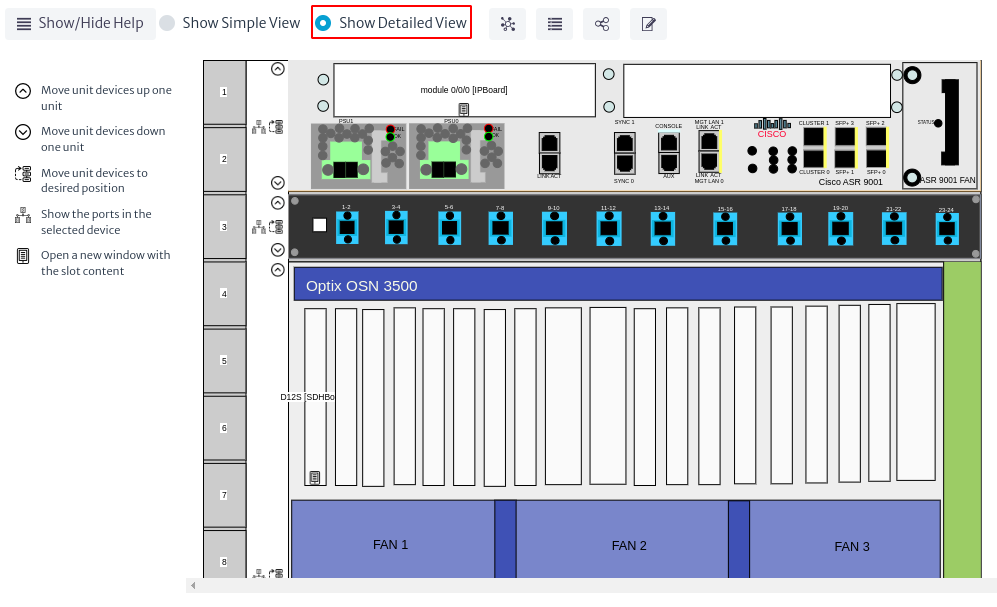 Show/Hide Help
Show Simple View
Show Detailed View
Move unit devices up one
unit
Move unit devices down
one unit
Move unit devices to
desired position
Show the ports in the
selected device
Open a new window with
the slot content
1
2
3
4
5
6
7
8
module 0/0/0 [IPBoard]
PSU1
FAIL
OK
PSU0
FAIL
OK
LINK ACT
SYNC 1
SYNC 0
CONSOLE
AUX
MGT LAN 1
LINK ACT
LINK ACT
MGT LAN 0
CISCO
CLUSTER 1
SFP+ 3
SFP+ 2
CLUSTER 0
SFP+ 1
SFP+ 0
Cisco ASR 9001
STATUS
ASR 9001 FAN
1-2
3-4
5-6
7-8
9-10
11-12
13-14
15-16
17-18
19-20
21-22
23-24
Optix OSN 3500
D12S [SDHBo
FAN 1
FAN 2
FAN 3